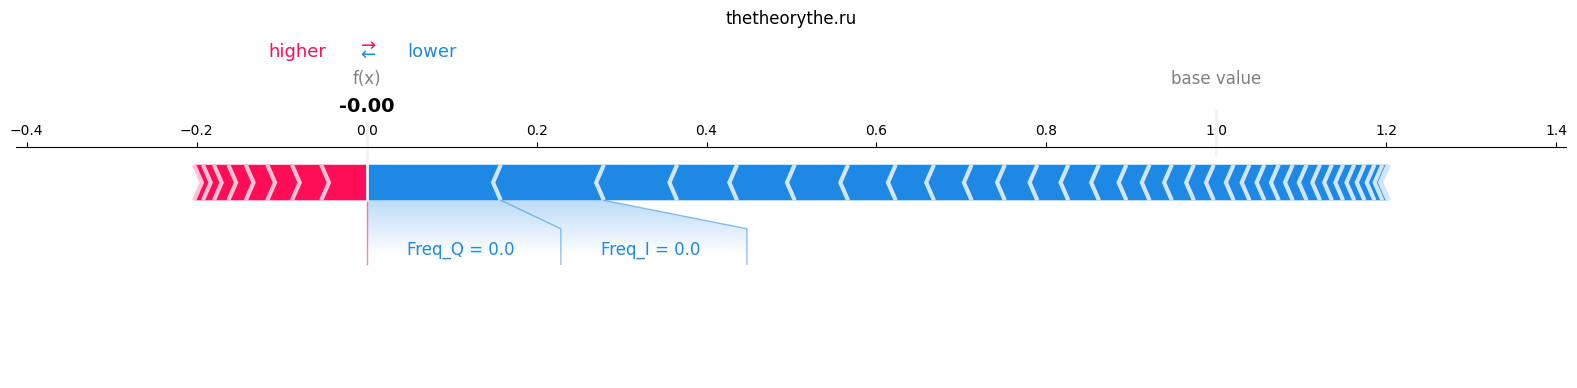 thetheorythe.ru
higher → ← lower
f(x)
base value
-0.00
−0.4 −0.2 0.0 0.2 0.4 0.6 0.8 1.0 1.2 1.4
Freq_Q = 0.0 Freq_I = 0.0